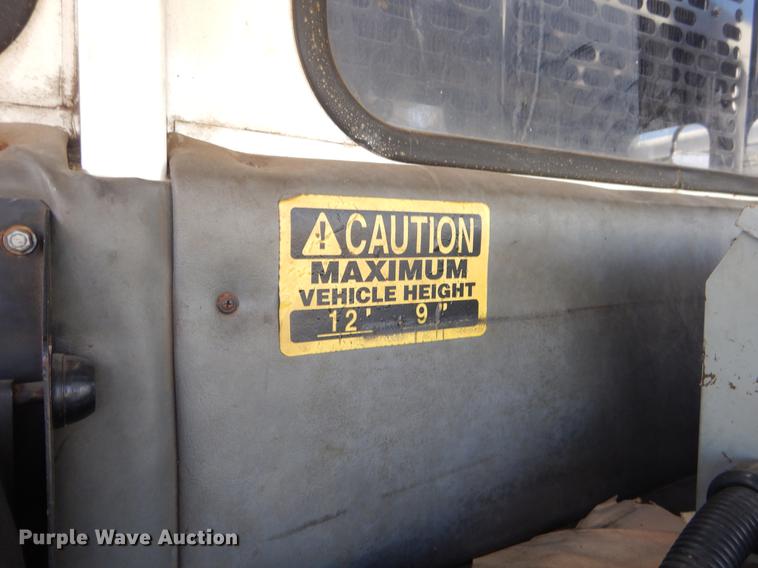 CAUTION
MAXIMUM
VEHICLE HEIGHT
12' 9"
Purple Wave Auction